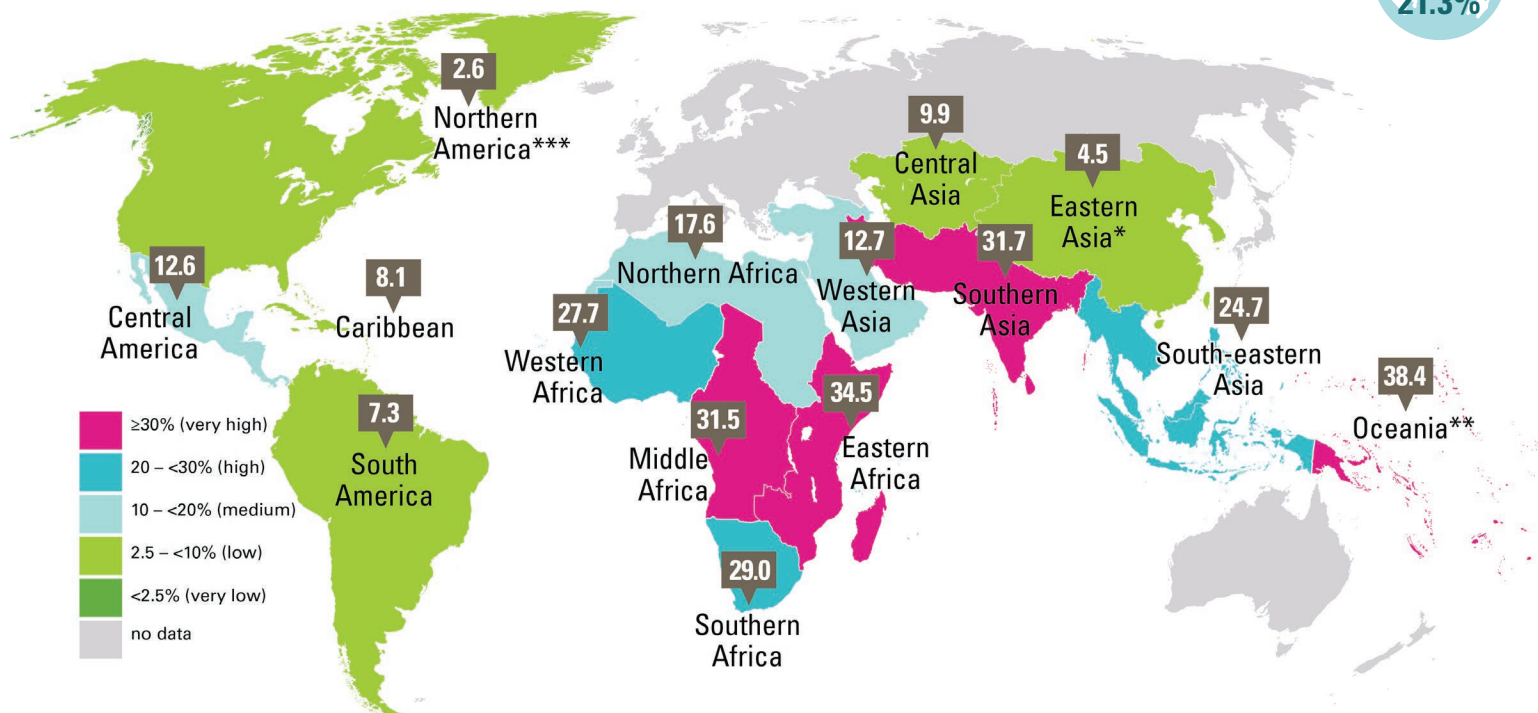 21.3%
2.6
Northern
America***
9.9
Central
Asia
4.5
Eastern
Asia*
17.6
Northern Africa
12.7
Western
Asia
31.7
Southern
Asia
12.6
Central
America
8.1
Caribbean
27.7
Western
Africa
24.7
South-eastern
Asia
38.4
Oceania**
7.3
South
America
31.5
Middle
Africa
34.5
Eastern
Africa
29.0
Southern
Africa
≥30% (very high)
20 – <30% (high)
10 – <20% (medium)
2.5 – <10% (low)
<2.5% (very low)
no data